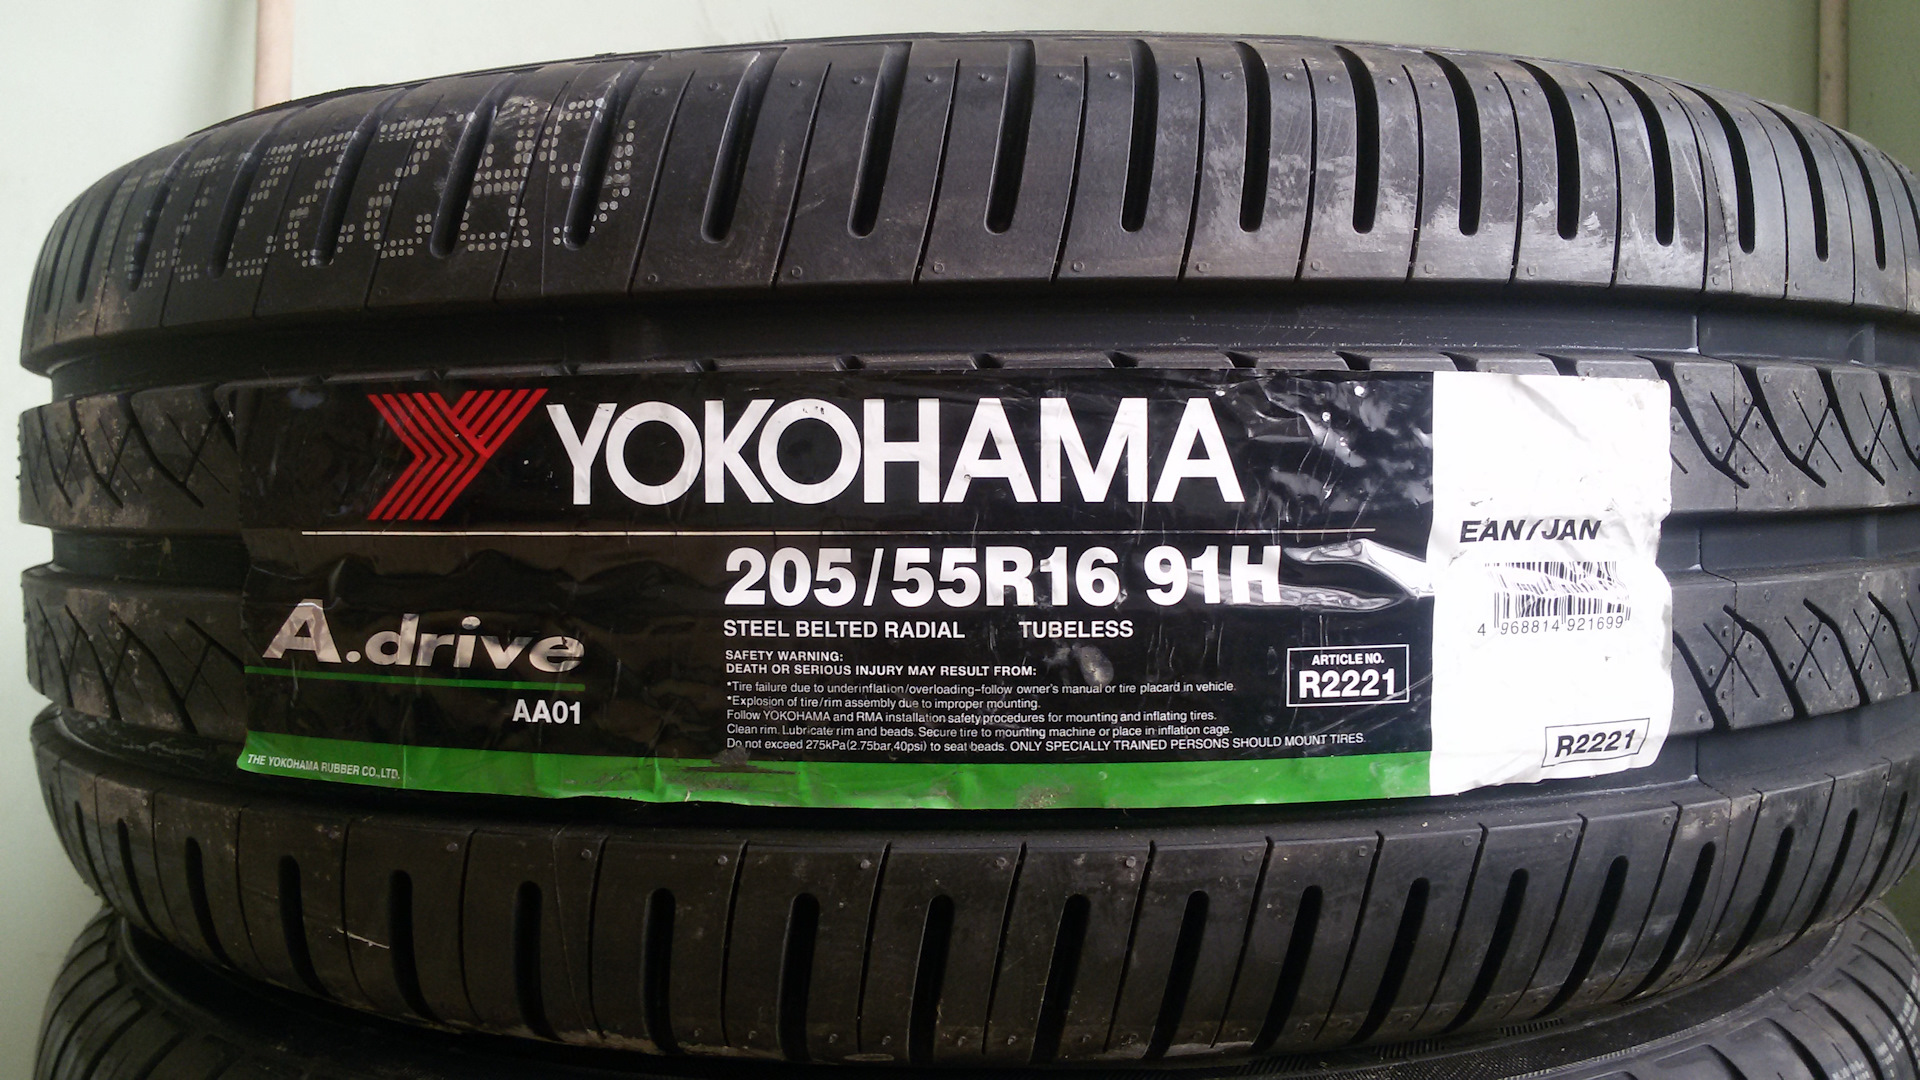 YOKOHAMA
205/55R16 91H
STEEL BELTED RADIAL TUBELESS
A.drive
AA01
SAFETY WARNING:
DEATH OR SERIOUS INJURY MAY RESULT FROM:
*Tire failure due to underinflation/overloading-follow owner's manual or tire placard in vehicle.
*Explosion of tire/rim assembly due to improper mounting.
Follow YOKOHAMA and RMA installation safety procedures for mounting and inflating tires.
Clean rim. Lubricate rim and beads. Secure tire to mounting machine or place in inflation cage.
Do not exceed 275kPa(2.75bar,40psi) to seat beads. ONLY SPECIALLY TRAINED PERSONS SHOULD MOUNT TIRES.
ARTICLE NO.
R2221
THE YOKOHAMA RUBBER CO.,LTD.
EAN/JAN
4 968814 921699
R2221